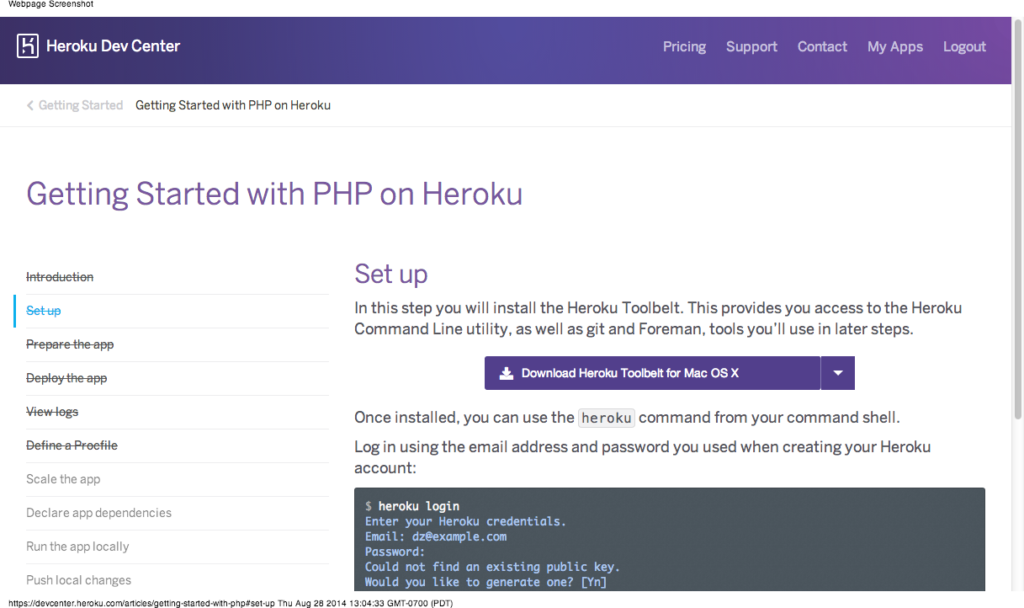 Webpage Screenshot
Heroku Dev Center
Pricing Support Contact My Apps Logout
Getting Started Getting Started with PHP on Heroku
Getting Started with PHP on Heroku
Introduction
Set up
Prepare the app
Deploy the app
View logs
Define a Procfile
Scale the app
Declare app dependencies
Run the app locally
Push local changes
Set up
In this step you will install the Heroku Toolbelt. This provides you access to the Heroku
Command Line utility, as well as git and Foreman, tools you'll use in later steps.
Download Heroku Toolbelt for Mac OS X
Once installed, you can use the heroku command from your command shell.
Log in using the email address and password you used when creating your Heroku
account:
$ heroku login
Enter your Heroku credentials.
Email: dz@example.com
Password:
Could not find an existing public key.
Would you like to generate one? [Yn]
https://devcenter.heroku.com/articles/getting-started-with-php#set-up Thu Aug 28 2014 13:04:33 GMT-0700 (PDT)